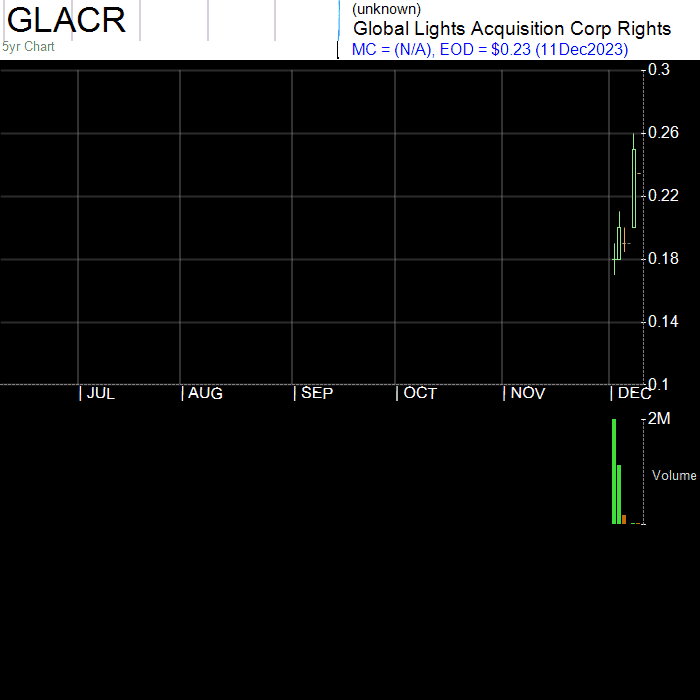 GLACR
5yr Chart
(unknown)
Global Lights Acquisition Corp Rights
MC = (N/A), EOD = $0.23 (11Dec2023)
0.3
0.26
0.22
0.18
0.14
0.1
| JUL | AUG | SEP | OCT | NOV | DEC
2M
Volume